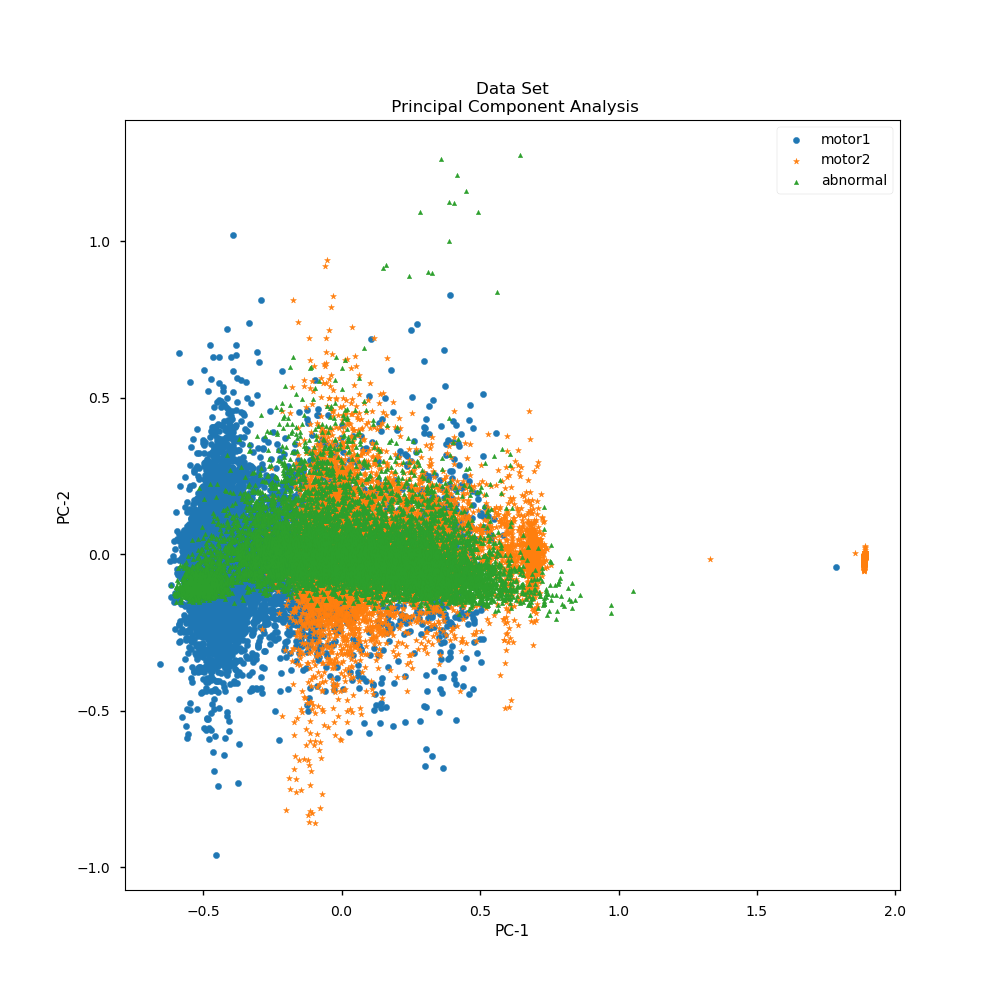 Data Set
Principal Component Analysis
motor1
motor2
abnormal
1.0
0.5
0.0
−0.5
−1.0
PC-2
−0.5
0.0
0.5
1.0
1.5
2.0
PC-1